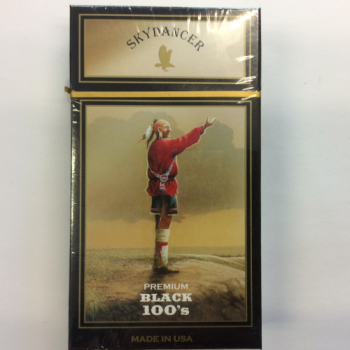 SKYDANCER
PREMIUM
BLACK
100's
MADE IN USA